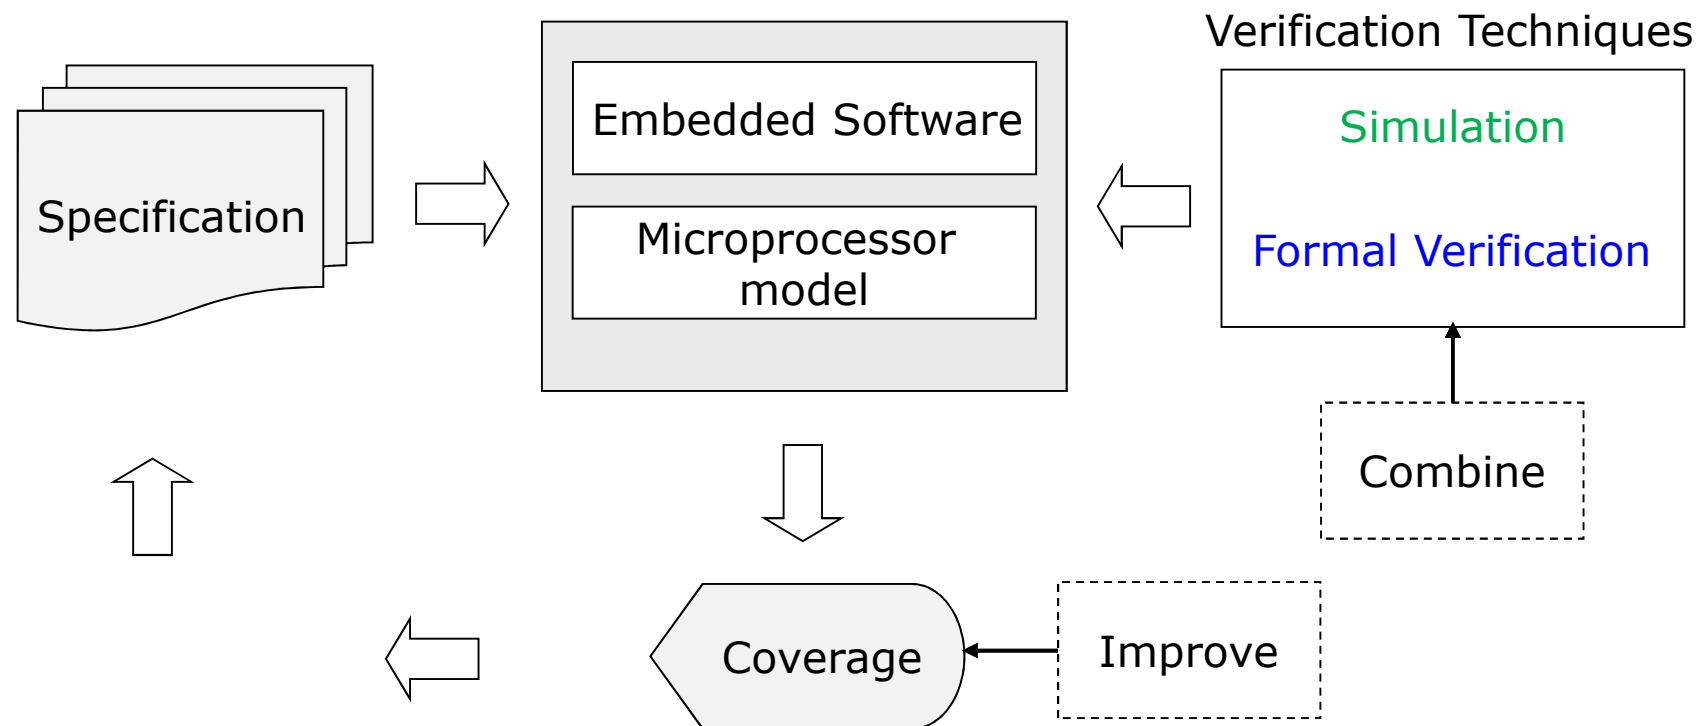 Verification Techniques
Embedded Software
Simulation
Specification
Microprocessor
model
Formal Verification
Combine
Coverage
Improve